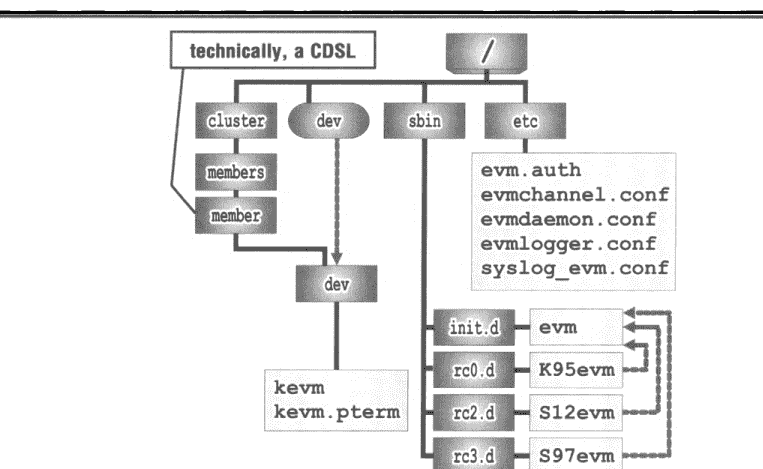 technically, a CDSL
/
cluster
dev
sbin
etc
members
member
evm.auth
evmchannel.conf
evmdaemon.conf
evmlogger.conf
syslog_evm.conf
dev
kevm
kevm.pterm
init.d
evm
rc0.d
K95evm
rc2.d
S12evm
rc3.d
S97evm